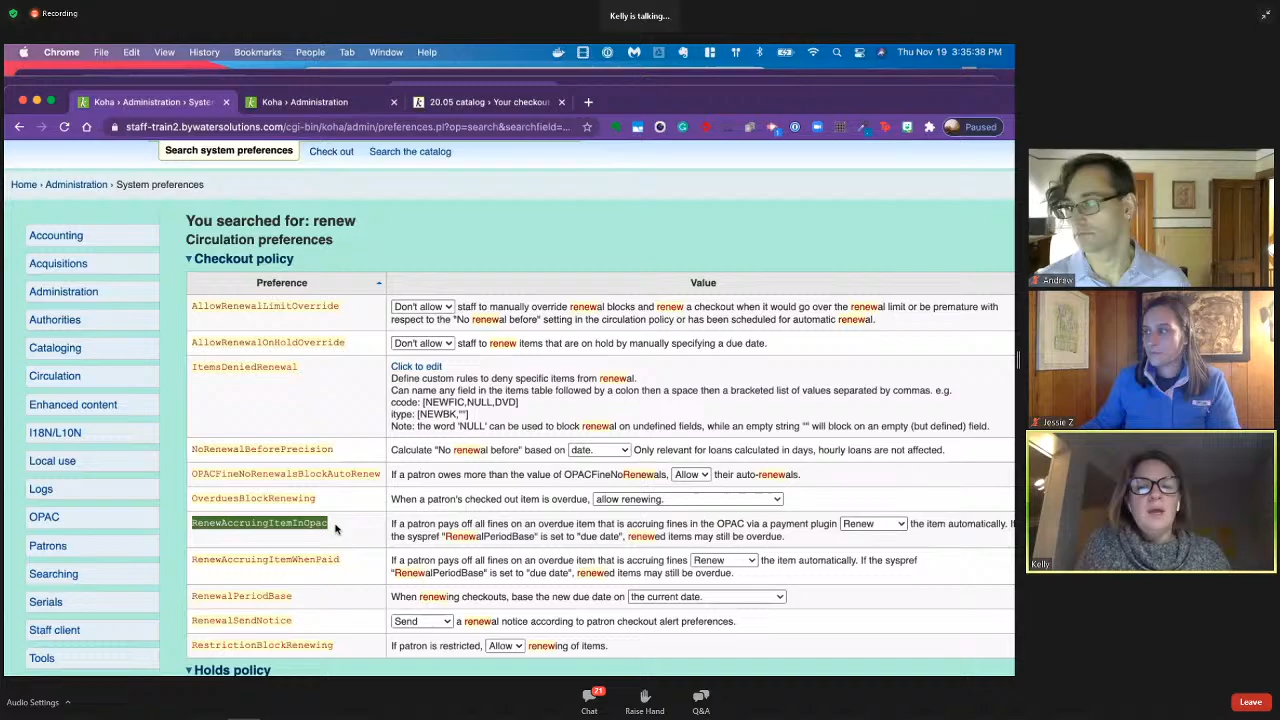 Recording
Kelly is talking...
Chrome File Edit View History Bookmarks People Tab Window Help Thu Nov 19 3:35:38 PM
Koha › Administration › Syste Koha › Administration 20.05 catalog › Your checkou
staff-train2.bywatersolutions.com/cgi-bin/koha/admin/preferences.pl?op=search&searchfield=... Paused
Search system preferences Check out Search the catalog
Home › Administration › System preferences
Accounting
Acquisitions
Administration
Authorities
Cataloging
Circulation
Enhanced content
I18N/L10N
Local use
Logs
OPAC
Patrons
Searching
Serials
Staff client
Tools
You searched for: renew
Circulation preferences
Checkout policy
Preference Value
AllowRenewalLimitOverride Don't allow staff to manually override renewal blocks and renew a checkout when it would go over the renewal limit or be premature with
respect to the "No renewal before" setting in the circulation policy or has been scheduled for automatic renewal.
AllowRenewalOnHoldOverride Don't allow staff to renew items that are on hold by manually specifying a due date.
ItemsDeniedRenewal Click to edit
Define custom rules to deny specific items from renewal.
Can name any field in the items table followed by a colon then a space then a bracketed list of values separated by commas. e.g.
ccode: [NEWFIC,NULL,DVD]
itype: [NEWBK,""]
Note: the word 'NULL' can be used to block renewal on undefined fields, while an empty string "" will block on an empty (but defined) field.
NoRenewalBeforePrecision Calculate "No renewal before" based on date. Only relevant for loans calculated in days, hourly loans are not affected.
OPACFineNoRenewalsBlockAutoRenew If a patron owes more than the value of OPACFineNoRenewals, Allow their auto-renewals.
OverduesBlockRenewing When a patron's checked out item is overdue, allow renewing.
RenewAccruingItemInOpac If a patron pays off all fines on an overdue item that is accruing fines in the OPAC via a payment plugin Renew the item automatically. If
the syspref "RenewalPeriodBase" is set to "due date", renewed items may still be overdue.
RenewAccruingItemWhenPaid If a patron pays off all fines on an overdue item that is accruing fines Renew the item automatically. If the syspref
"RenewalPeriodBase" is set to "due date", renewed items may still be overdue.
RenewalPeriodBase When renewing checkouts, base the new due date on the current date.
RenewalSendNotice Send a renewal notice according to patron checkout alert preferences.
RestrictionBlockRenewing If patron is restricted, Allow renewing of items.
Holds policy
Andrew
Jessie Z
Kelly
Audio Settings
21
Chat
Raise Hand
Q&A
Leave